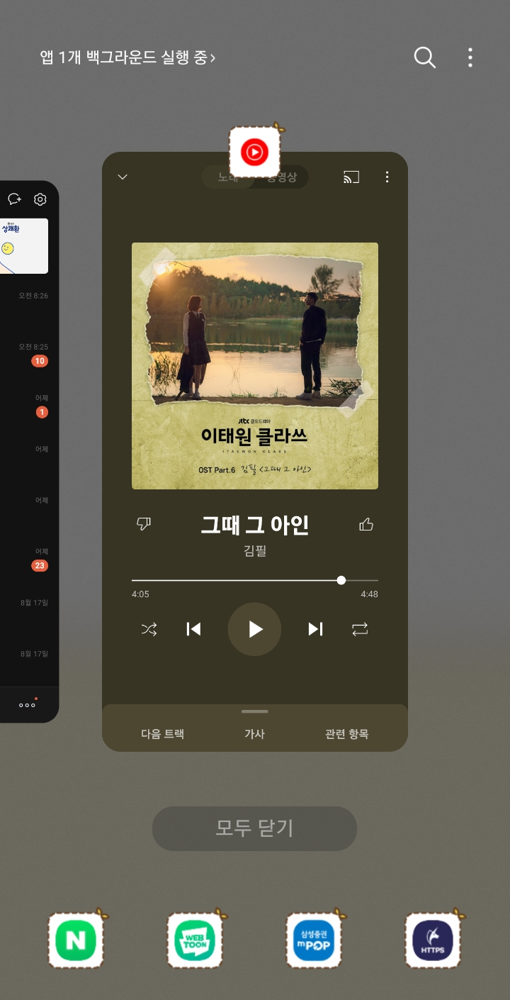 앱 1개 백그라운드 실행 중 >
상쾌환
오전 8:26
오전 8:25
10
어제
1
어제
어제
어제
23
8월 17일
8월 17일
노래 동영상
jtbc 금토드라마
이태원 클라쓰
ITAEWON CLASS
OST Part.6 김필 <그때 그 아인>
그때 그 아인
김필
4:05 4:48
다음 트랙 가사 관련 항목
모두 닫기
N
WEB
TOON
삼성증권
mPOP
HTTPS